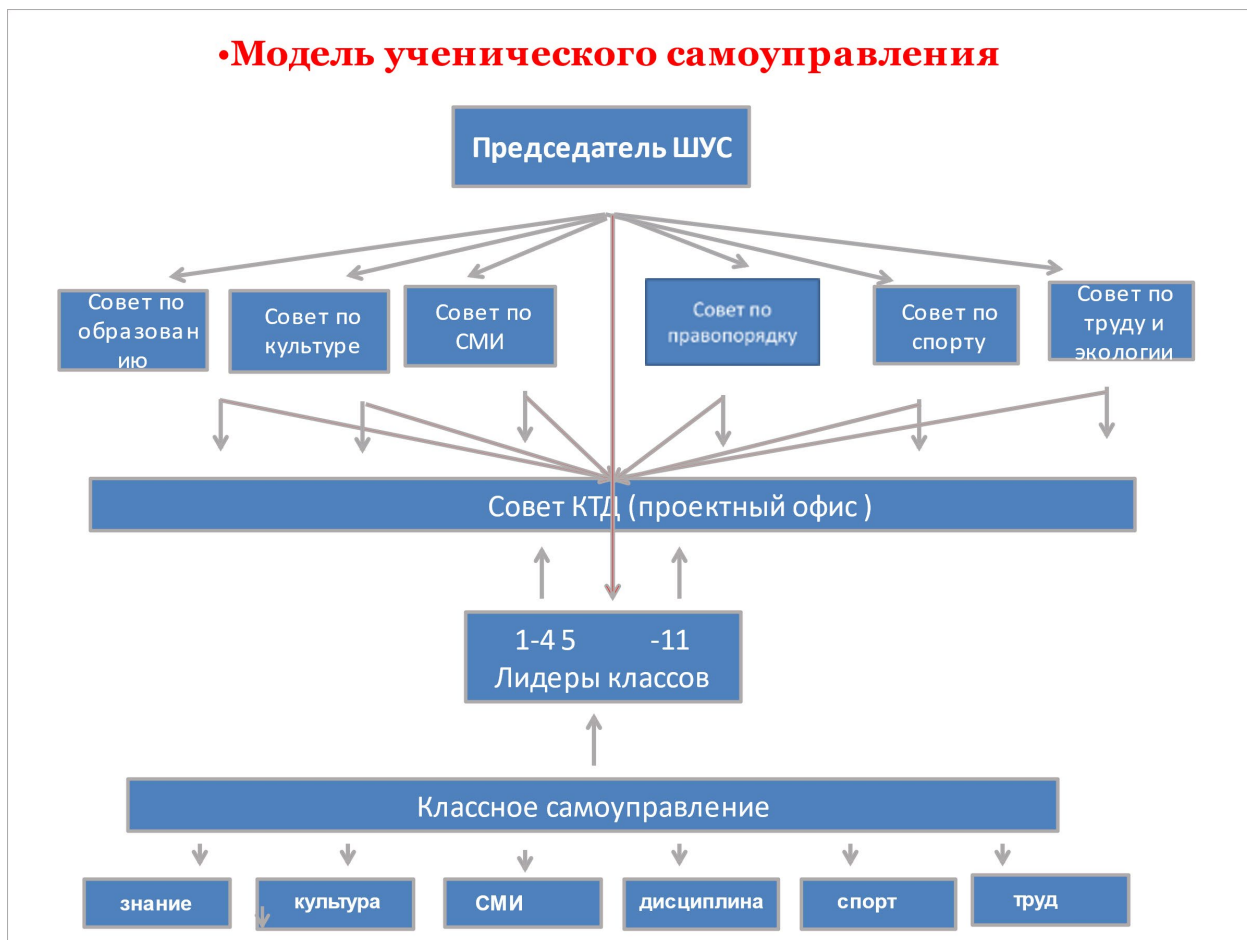 •Модель ученического самоуправления
Председатель ШУС
Совет по
образован
ию
Совет по
культуре
Совет по
СМИ
Совет по
правопорядку
Совет по
спорту
Совет по
труду и
экологии
Совет КТД (проектный офис )
1-4 5 -11
Лидеры классов
Классное самоуправление
знание
культура
СМИ
дисциплина
спорт
труд